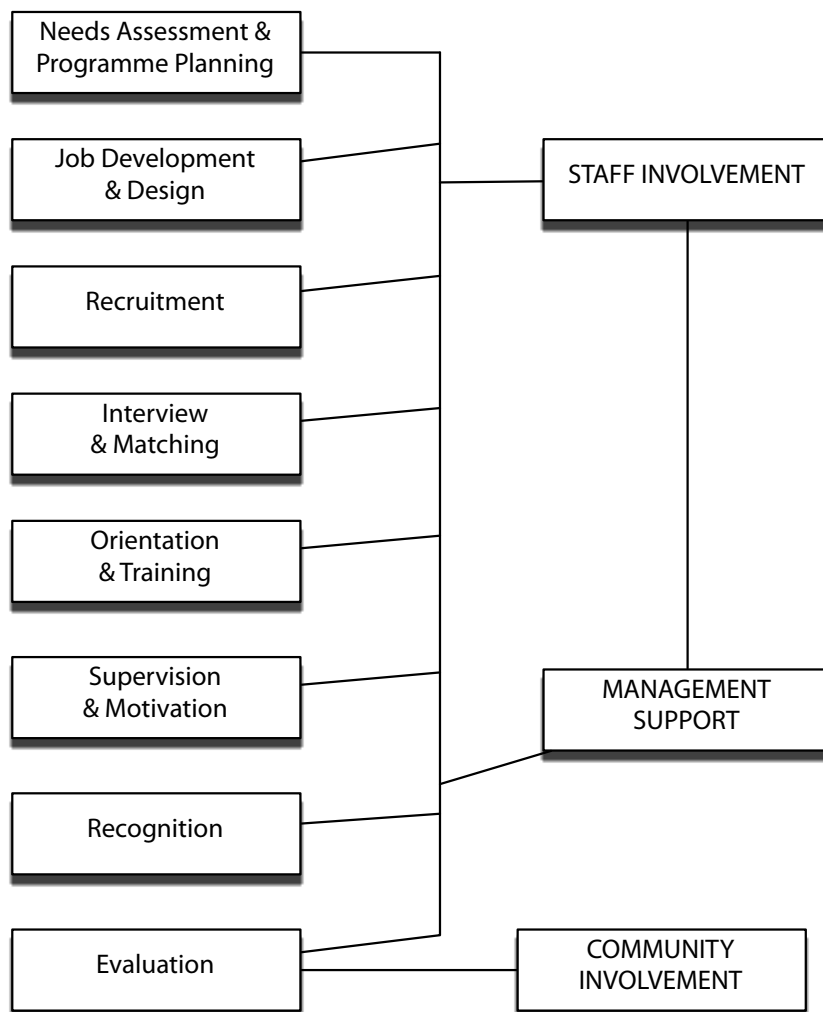 Needs Assessment &
Programme Planning
Job Development
& Design
STAFF INVOLVEMENT
Recruitment
Interview
& Matching
Orientation
& Training
Supervision
& Motivation
MANAGEMENT
SUPPORT
Recognition
Evaluation
COMMUNITY
INVOLVEMENT